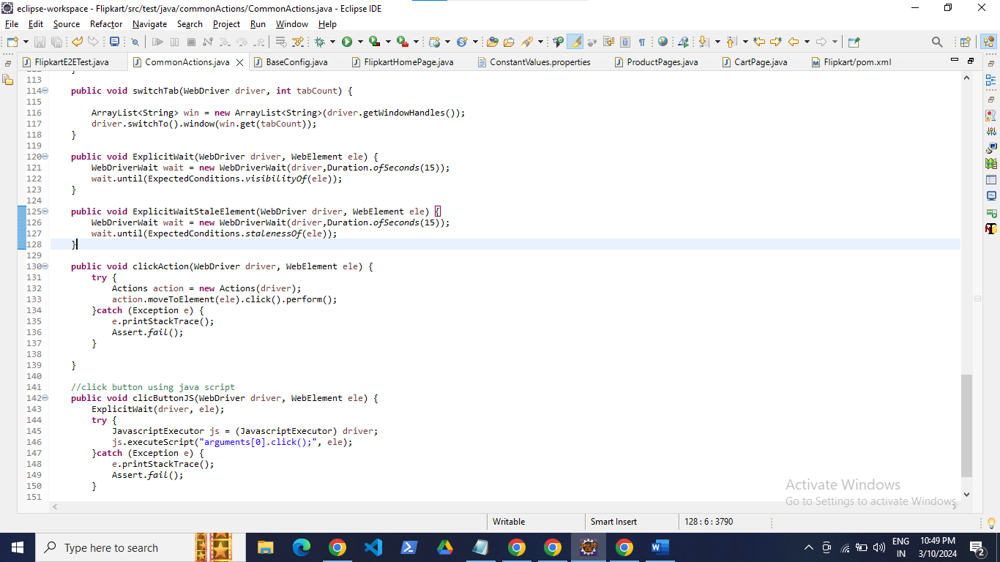 eclipse-workspace - Flipkart/src/test/java/commonActions/CommonActions.java - Eclipse IDE
File Edit Source Refactor Navigate Search Project Run Window Help
FlipkartE2ETest.java CommonActions.java BaseConfig.java FlipkartHomePage.java ConstantValues.properties ProductPages.java CartPage.java Flipkart/pom.xml
113
114 public void switchTab(WebDriver driver, int tabCount) {
115
116 ArrayList<String> win = new ArrayList<String>(driver.getWindowHandles());
117 driver.switchTo().window(win.get(tabCount));
118 }
119
120 public void ExplicitWait(WebDriver driver, WebElement ele) {
121 WebDriverWait wait = new WebDriverWait(driver,Duration.ofSeconds(15));
122 wait.until(ExpectedConditions.visibilityOf(ele));
123 }
124
125 public void ExplicitWaitStaleElement(WebDriver driver, WebElement ele) {
126 WebDriverWait wait = new WebDriverWait(driver,Duration.ofSeconds(15));
127 wait.until(ExpectedConditions.stalenessOf(ele));
128 }
129
130 public void clickAction(WebDriver driver, WebElement ele) {
131 try {
132 Actions action = new Actions(driver);
133 action.moveToElement(ele).click().perform();
134 }catch (Exception e) {
135 e.printStackTrace();
136 Assert.fail();
137 }
138
139 }
140
141 //click button using java script
142 public void clicButtonJS(WebDriver driver, WebElement ele) {
143 ExplicitWait(driver, ele);
144 try {
145 JavascriptExecutor js = (JavascriptExecutor) driver;
146 js.executeScript("arguments[0].click();", ele);
147 }catch (Exception e) {
148 e.printStackTrace();
149 Assert.fail();
150 }
151
Activate Windows
Go to Settings to activate Windows.
Writable Smart Insert 128 : 6 : 3790
Type here to search
ENG
IN
10:49 PM
3/10/2024
2